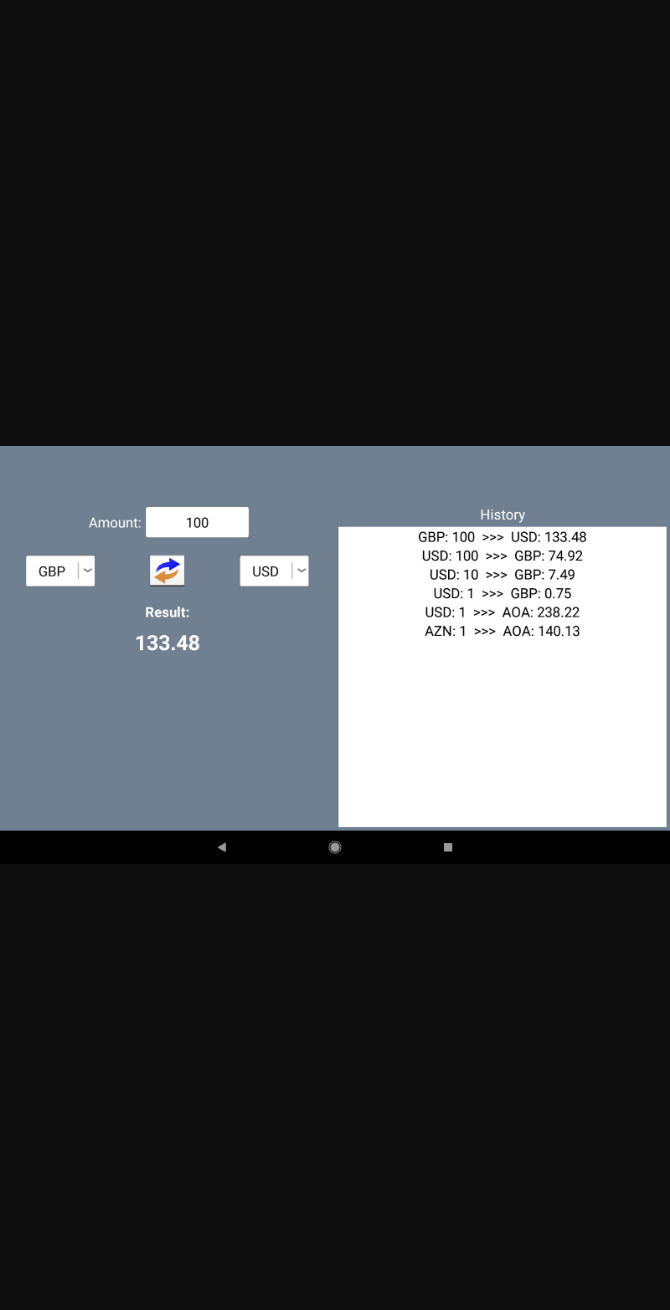 Amount: 100
GBP USD
Result:
133.48
History
GBP: 100 >>> USD: 133.48
USD: 100 >>> GBP: 74.92
USD: 10 >>> GBP: 7.49
USD: 1 >>> GBP: 0.75
USD: 1 >>> AOA: 238.22
AZN: 1 >>> AOA: 140.13